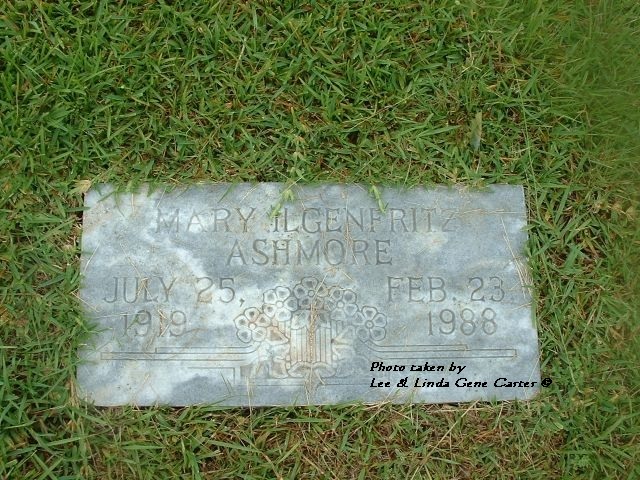 MARY ILGENFRITZ
ASHMORE
JULY 25,
1919
FEB. 23
1988
Photo taken by
Lee & Linda Gene Carter ©